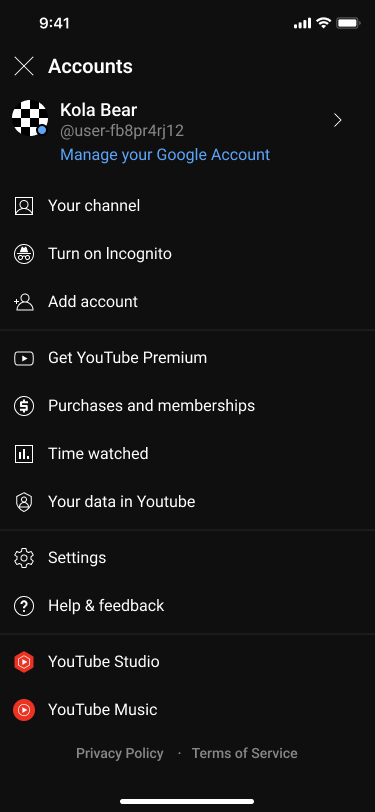 9:41
Accounts
Kola Bear
@user-fb8pr4rj12
Manage your Google Account
Your channel
Turn on Incognito
Add account
Get YouTube Premium
Purchases and memberships
Time watched
Your data in Youtube
Settings
Help & feedback
YouTube Studio
YouTube Music
Privacy Policy · Terms of Service